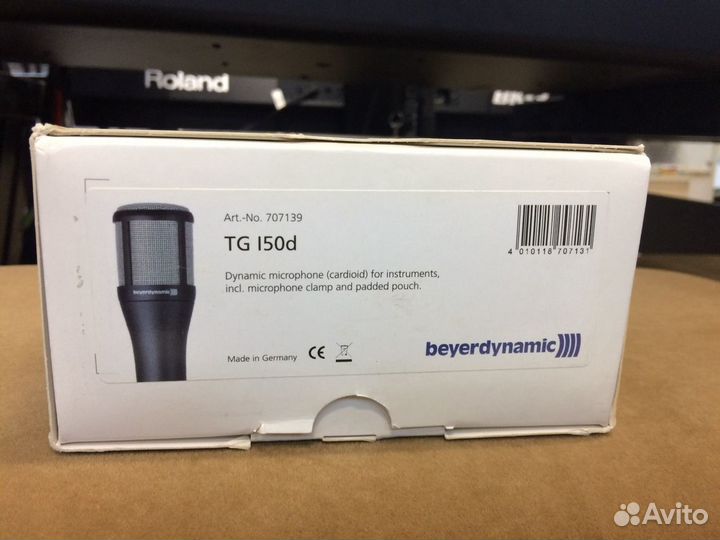 Roland
Art.-No. 707139
TG I50d
Dynamic microphone (cardioid) for instruments,
incl. microphone clamp and padded pouch.
Made in Germany CE
beyerdynamic
beyerdynamic
4 010118 707131
Avito